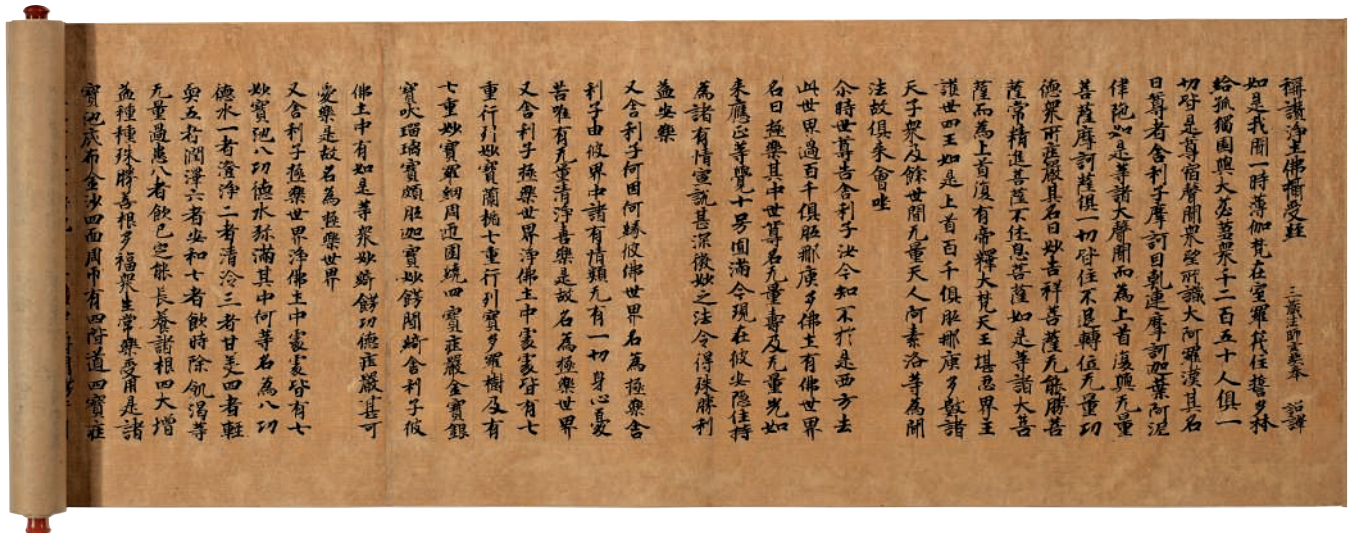 稱讚淨土佛攝受經 三藏法師玄奘奉 詔譯
如是我聞一時薄伽梵在室羅筏住誓多林
給孤獨園與大苾芻衆千二百五十人俱一
切皆是尊宿聲聞衆望所識大阿羅漢其名
曰尊者舍利子摩訶目乹連摩訶迦葉阿泥
律陀如是等諸大聲聞而為上首復與无量
菩薩摩訶薩俱一切皆住不退轉位无量功
德衆所莊嚴其名曰妙吉祥菩薩无能勝菩
薩常精進菩薩不休息菩薩如是等諸大菩
薩而為上首復有帝釋大梵天王堪忍界主
護世四王如是上首百千俱胝那庾多數諸
天子衆及餘世間无量天人阿素洛等為聞
法故俱來會坐
尒時世尊告舍利子汝今知不於是西方去
此世界過百千俱胝那庾多佛土有佛世界
名曰極樂其中世尊名无量壽及无量光如
来應正等覺十号圓滿今現在彼安隱住持
為諸有情宣說甚深微妙之法令得殊勝利
益安樂
又舍利子何因何緣彼佛世界名為極樂舍
利子由彼界中諸有情類无有一切身心憂
苦唯有无量清淨喜樂是故名為極樂世界
又舍利子極樂世界淨佛土中處處皆有七
重行列妙寶蘭楯七重行列寶多羅樹及有
七重妙寶羅網周迊圍繞四寶莊嚴金寶銀
寶吠瑠璃寶頗胝迦寶妙飾間綺舍利子彼
佛土中有如是等衆妙綺飾功德莊嚴甚可
愛樂是故名為極樂世界
又舍利子極樂世界淨佛土中處處皆有七
妙寶池八功德水弥滿其中何等名為八功
德水一者澄淨二者清冷三者甘美四者輕
耎五者潤澤六者安和七者飲時除飢渴等
无量過患八者飲已定能長養諸根四大增
益種種殊勝善根多福衆生常樂受用是諸
寶池底布金沙四面周帀有四階道四寶莊